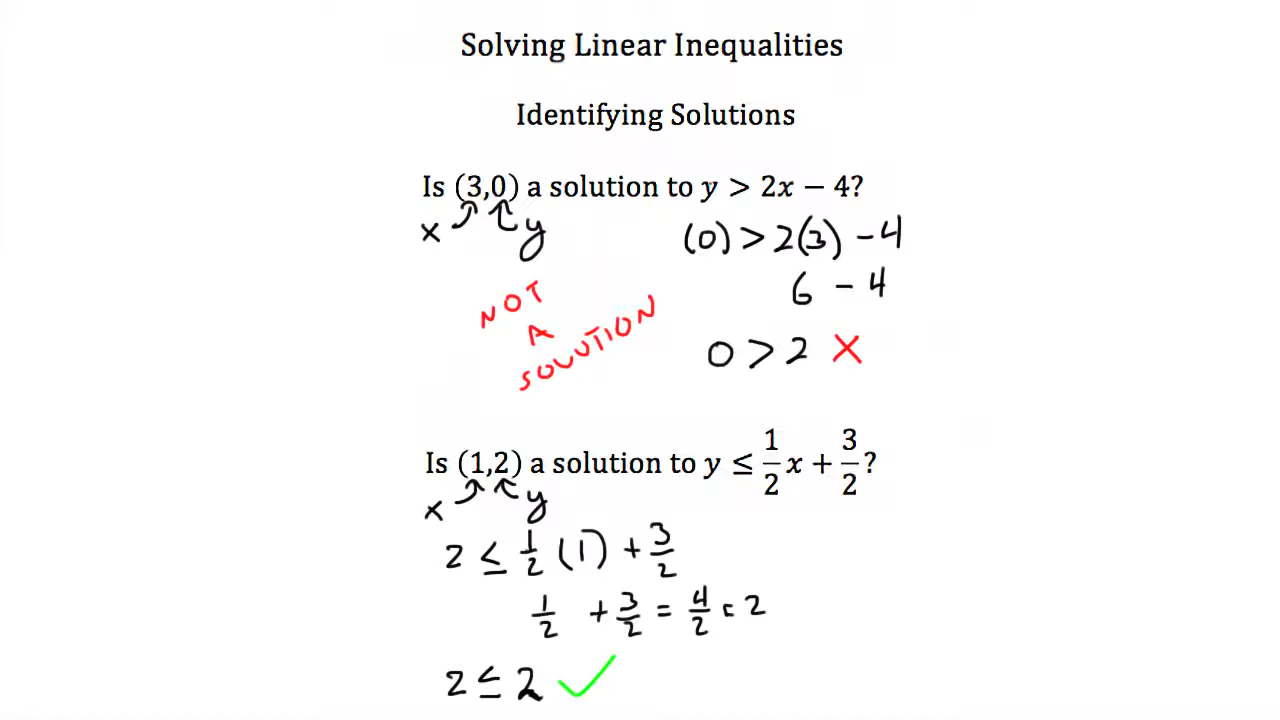 Solving Linear Inequalities
Identifying Solutions
Is (3,0) a solution to y > 2x − 4?
x y
(0) > 2(3) − 4
6 − 4
NOT
A
SOLUTION
0 > 2 X
Is (1,2) a solution to y ≤ 1/2 x + 3/2?
x y
2 ≤ 1/2 (1) + 3/2
1/2 + 3/2 = 4/2 = 2
2 ≤ 2 ✓